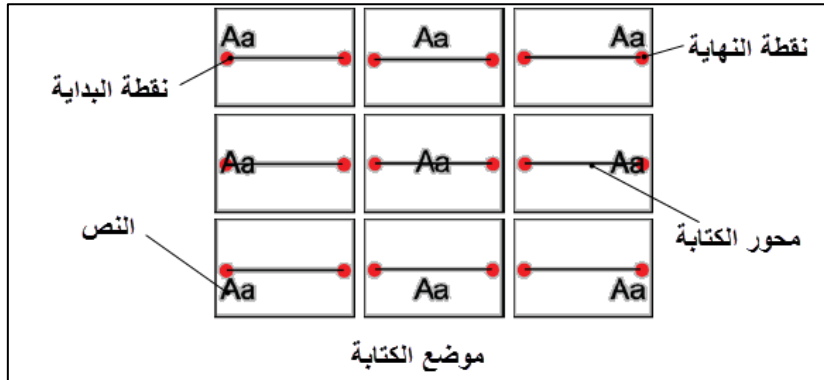 Aa Aa Aa
نقطة النهاية
نقطة البداية
Aa Aa Aa
محور الكتابة
النص
Aa Aa Aa
موضع الكتابة